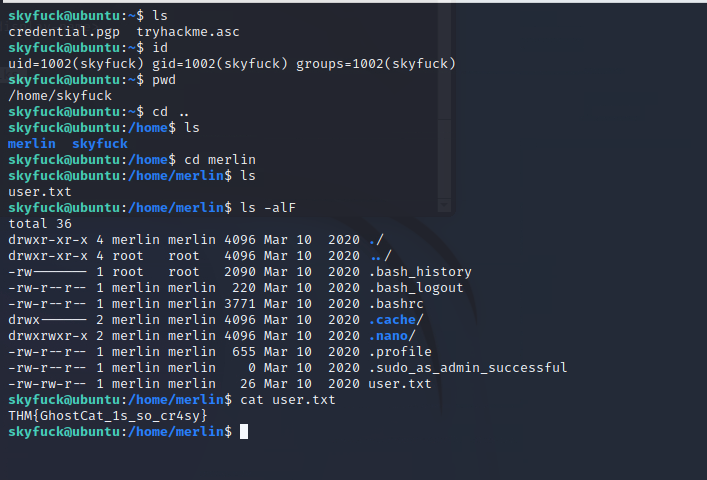 skyfuck@ubuntu:~$ ls
credential.pgp  tryhackme.asc
skyfuck@ubuntu:~$ id
uid=1002(skyfuck) gid=1002(skyfuck) groups=1002(skyfuck)
skyfuck@ubuntu:~$ pwd
/home/skyfuck
skyfuck@ubuntu:~$ cd ..
skyfuck@ubuntu:/home$ ls
merlin  skyfuck
skyfuck@ubuntu:/home$ cd merlin
skyfuck@ubuntu:/home/merlin$ ls
user.txt
skyfuck@ubuntu:/home/merlin$ ls -alF
total 36
drwxr-xr-x 4 merlin merlin 4096 Mar 10  2020 ./
drwxr-xr-x 4 root   root   4096 Mar 10  2020 ../
-rw------- 1 root   root   2090 Mar 10  2020 .bash_history
-rw-r--r-- 1 merlin merlin  220 Mar 10  2020 .bash_logout
-rw-r--r-- 1 merlin merlin 3771 Mar 10  2020 .bashrc
drwx------ 2 merlin merlin 4096 Mar 10  2020 .cache/
drwxrwxr-x 2 merlin merlin 4096 Mar 10  2020 .nano/
-rw-r--r-- 1 merlin merlin  655 Mar 10  2020 .profile
-rw-r--r-- 1 merlin merlin    0 Mar 10  2020 .sudo_as_admin_successful
-rw-rw-r-- 1 merlin merlin   26 Mar 10  2020 user.txt
skyfuck@ubuntu:/home/merlin$ cat user.txt
THM{GhostCat_1s_so_cr4sy}
skyfuck@ubuntu:/home/merlin$